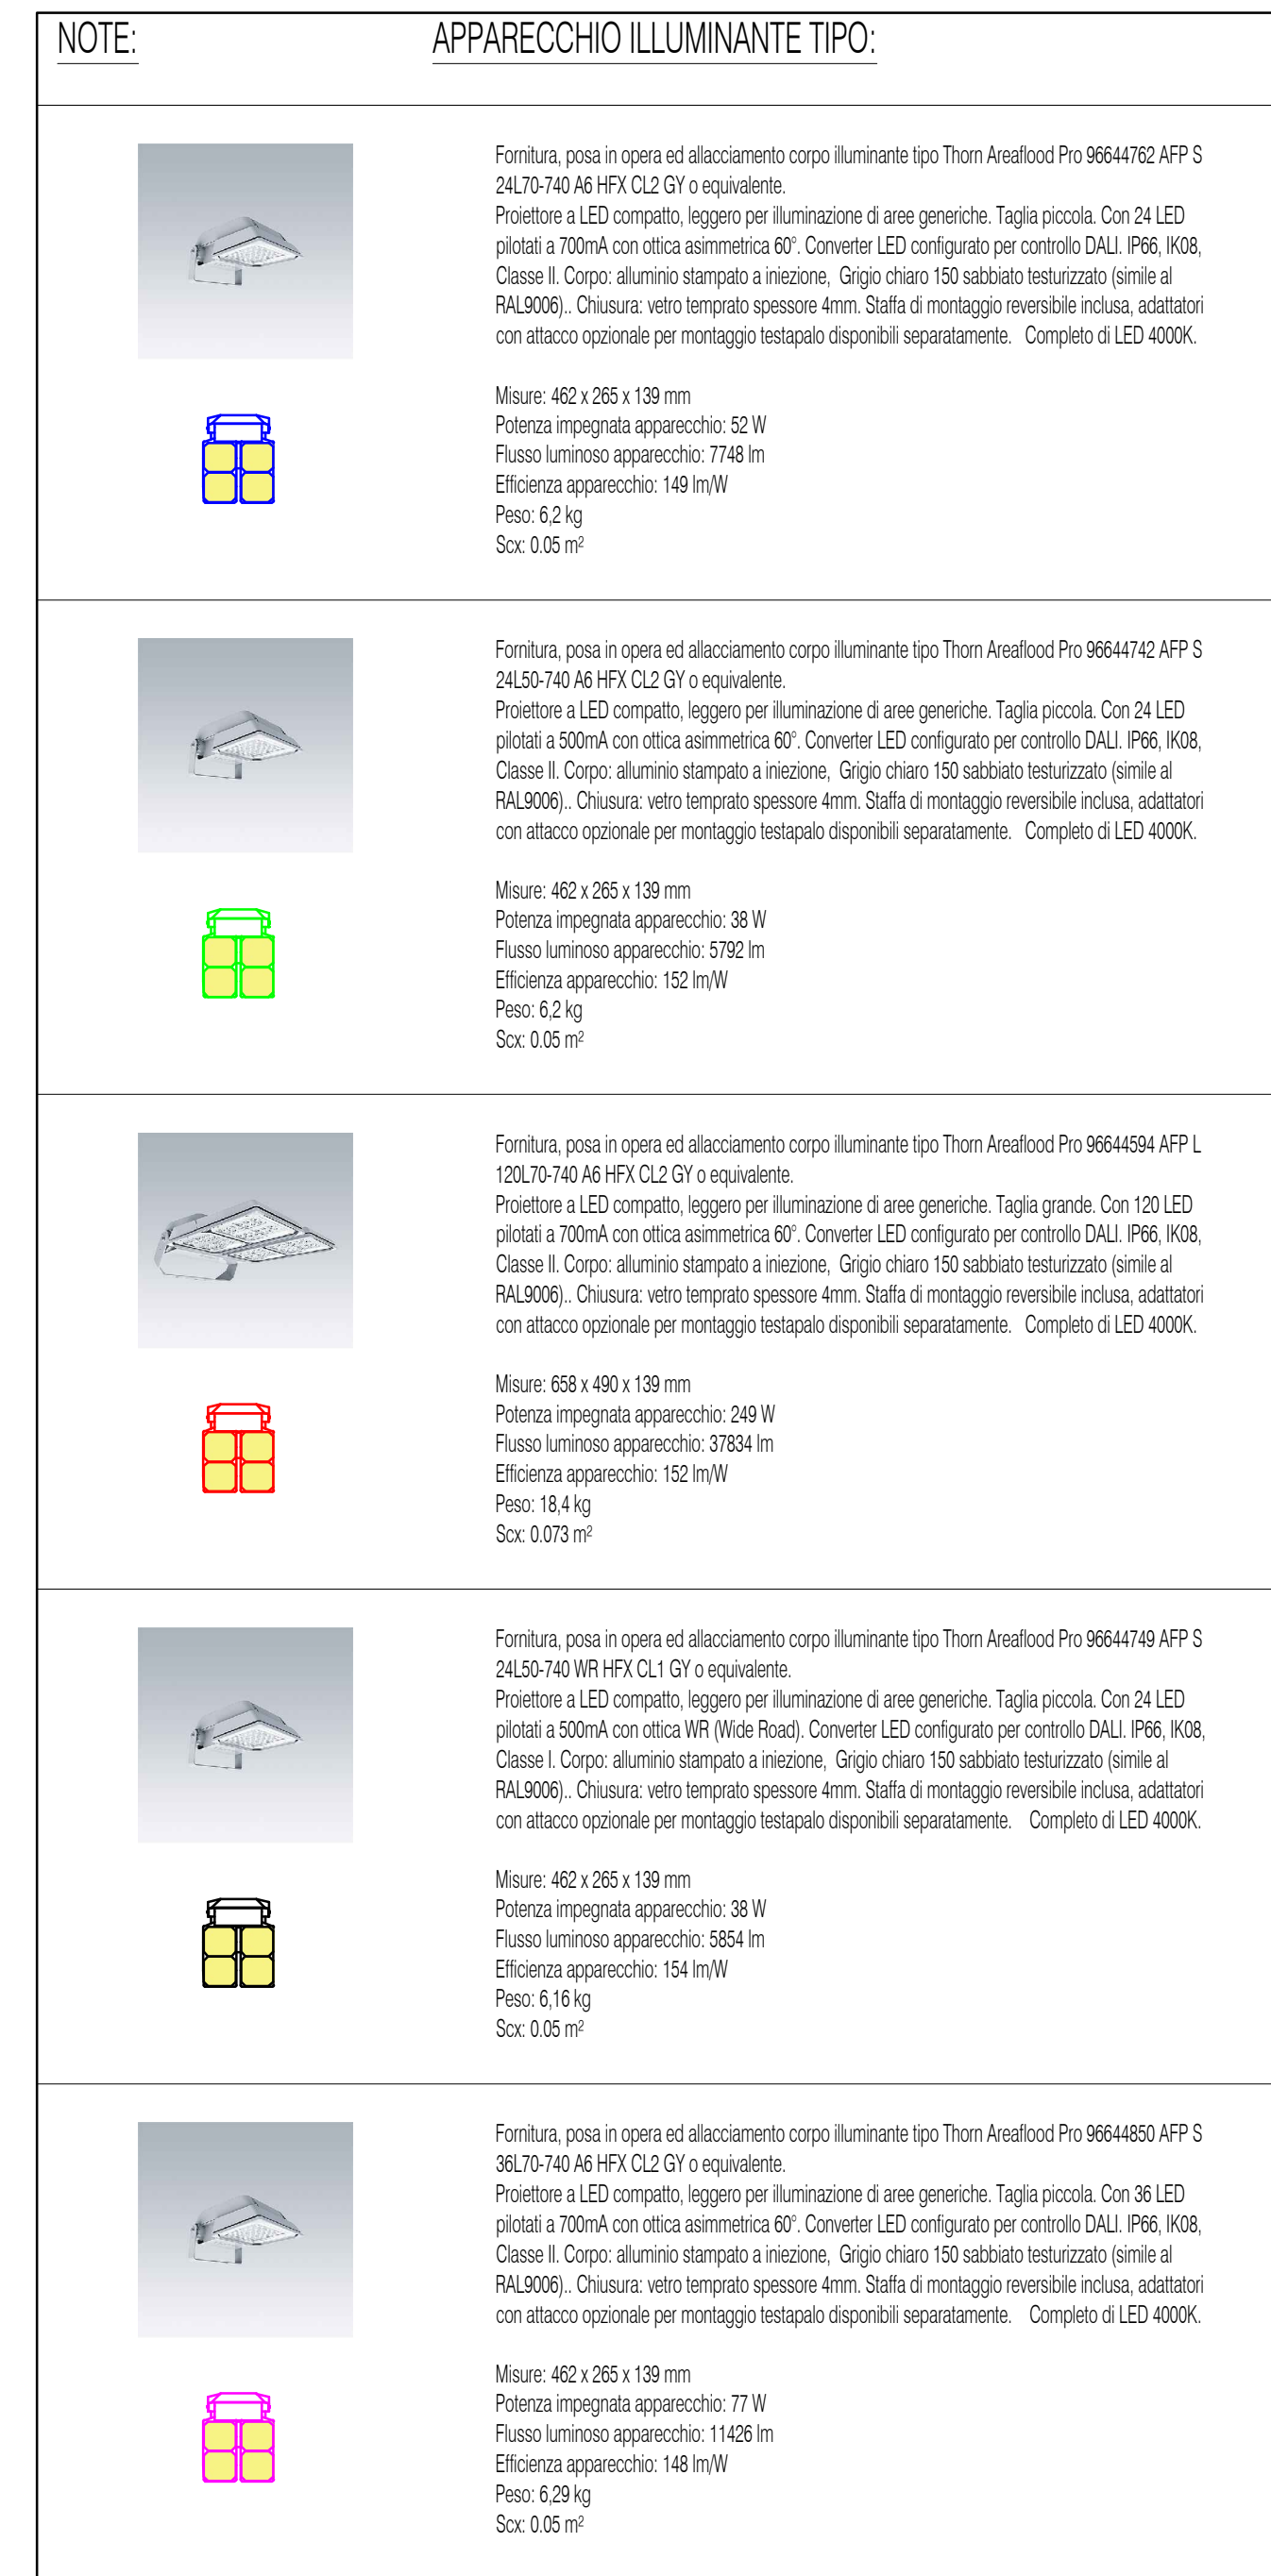 NOTE: APPARECCHIO ILLUMINANTE TIPO:
Fornitura, posa in opera ed allacciamento corpo illuminante tipo Thorn Areaflood Pro 96644762 AFP S
24L70-740 A6 HFX CL2 GY o equivalente.
Proiettore a LED compatto, leggero per illuminazione di aree generiche. Taglia piccola. Con 24 LED
pilotati a 700mA con ottica asimmetrica 60°. Converter LED configurato per controllo DALI. IP66, IK08,
Classe II. Corpo: alluminio stampato a iniezione, Grigio chiaro 150 sabbiato testurizzato (simile al
RAL9006).. Chiusura: vetro temprato spessore 4mm. Staffa di montaggio reversibile inclusa, adattatori
con attacco opzionale per montaggio testapalo disponibili separatamente. Completo di LED 4000K.
Misure: 462 x 265 x 139 mm
Potenza impegnata apparecchio: 52 W
Flusso luminoso apparecchio: 7748 lm
Efficienza apparecchio: 149 lm/W
Peso: 6,2 kg
Scx: 0.05 m²
Fornitura, posa in opera ed allacciamento corpo illuminante tipo Thorn Areaflood Pro 96644742 AFP S
24L50-740 A6 HFX CL2 GY o equivalente.
Proiettore a LED compatto, leggero per illuminazione di aree generiche. Taglia piccola. Con 24 LED
pilotati a 500mA con ottica asimmetrica 60°. Converter LED configurato per controllo DALI. IP66, IK08,
Classe II. Corpo: alluminio stampato a iniezione, Grigio chiaro 150 sabbiato testurizzato (simile al
RAL9006).. Chiusura: vetro temprato spessore 4mm. Staffa di montaggio reversibile inclusa, adattatori
con attacco opzionale per montaggio testapalo disponibili separatamente. Completo di LED 4000K.
Misure: 462 x 265 x 139 mm
Potenza impegnata apparecchio: 38 W
Flusso luminoso apparecchio: 5792 lm
Efficienza apparecchio: 152 lm/W
Peso: 6,2 kg
Scx: 0.05 m²
Fornitura, posa in opera ed allacciamento corpo illuminante tipo Thorn Areaflood Pro 96644594 AFP L
120L70-740 A6 HFX CL2 GY o equivalente.
Proiettore a LED compatto, leggero per illuminazione di aree generiche. Taglia grande. Con 120 LED
pilotati a 700mA con ottica asimmetrica 60°. Converter LED configurato per controllo DALI. IP66, IK08,
Classe II. Corpo: alluminio stampato a iniezione, Grigio chiaro 150 sabbiato testurizzato (simile al
RAL9006).. Chiusura: vetro temprato spessore 4mm. Staffa di montaggio reversibile inclusa, adattatori
con attacco opzionale per montaggio testapalo disponibili separatamente. Completo di LED 4000K.
Misure: 658 x 490 x 139 mm
Potenza impegnata apparecchio: 249 W
Flusso luminoso apparecchio: 37834 lm
Efficienza apparecchio: 152 lm/W
Peso: 18,4 kg
Scx: 0.073 m²
Fornitura, posa in opera ed allacciamento corpo illuminante tipo Thorn Areaflood Pro 96644749 AFP S
24L50-740 WR HFX CL1 GY o equivalente.
Proiettore a LED compatto, leggero per illuminazione di aree generiche. Taglia piccola. Con 24 LED
pilotati a 500mA con ottica WR (Wide Road). Converter LED configurato per controllo DALI. IP66, IK08,
Classe I. Corpo: alluminio stampato a iniezione, Grigio chiaro 150 sabbiato testurizzato (simile al
RAL9006).. Chiusura: vetro temprato spessore 4mm. Staffa di montaggio reversibile inclusa, adattatori
con attacco opzionale per montaggio testapalo disponibili separatamente. Completo di LED 4000K.
Misure: 462 x 265 x 139 mm
Potenza impegnata apparecchio: 38 W
Flusso luminoso apparecchio: 5854 lm
Efficienza apparecchio: 154 lm/W
Peso: 6,16 kg
Scx: 0.05 m²
Fornitura, posa in opera ed allacciamento corpo illuminante tipo Thorn Areaflood Pro 96644850 AFP S
36L70-740 A6 HFX CL2 GY o equivalente.
Proiettore a LED compatto, leggero per illuminazione di aree generiche. Taglia piccola. Con 36 LED
pilotati a 700mA con ottica asimmetrica 60°. Converter LED configurato per controllo DALI. IP66, IK08,
Classe II. Corpo: alluminio stampato a iniezione, Grigio chiaro 150 sabbiato testurizzato (simile al
RAL9006).. Chiusura: vetro temprato spessore 4mm. Staffa di montaggio reversibile inclusa, adattatori
con attacco opzionale per montaggio testapalo disponibili separatamente. Completo di LED 4000K.
Misure: 462 x 265 x 139 mm
Potenza impegnata apparecchio: 77 W
Flusso luminoso apparecchio: 11426 lm
Efficienza apparecchio: 148 lm/W
Peso: 6,29 kg
Scx: 0.05 m²